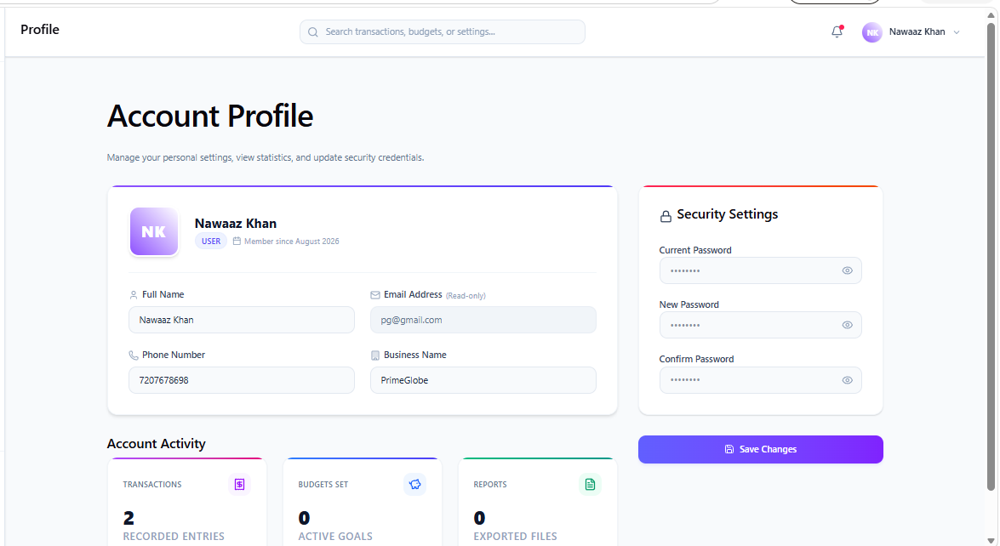 Profile
Search transactions, budgets, or settings...
NK
Nawaaz Khan
Account Profile
Manage your personal settings, view statistics, and update security credentials.
NK
Nawaaz Khan
USER
Member since August 2026
Full Name
Nawaaz Khan
Email Address (Read-only)
pg@gmail.com
Phone Number
7207678698
Business Name
PrimeGlobe
Security Settings
Current Password
••••••••
New Password
••••••••
Confirm Password
••••••••
Save Changes
Account Activity
TRANSACTIONS
2
RECORDED ENTRIES
BUDGETS SET
0
ACTIVE GOALS
REPORTS
0
EXPORTED FILES